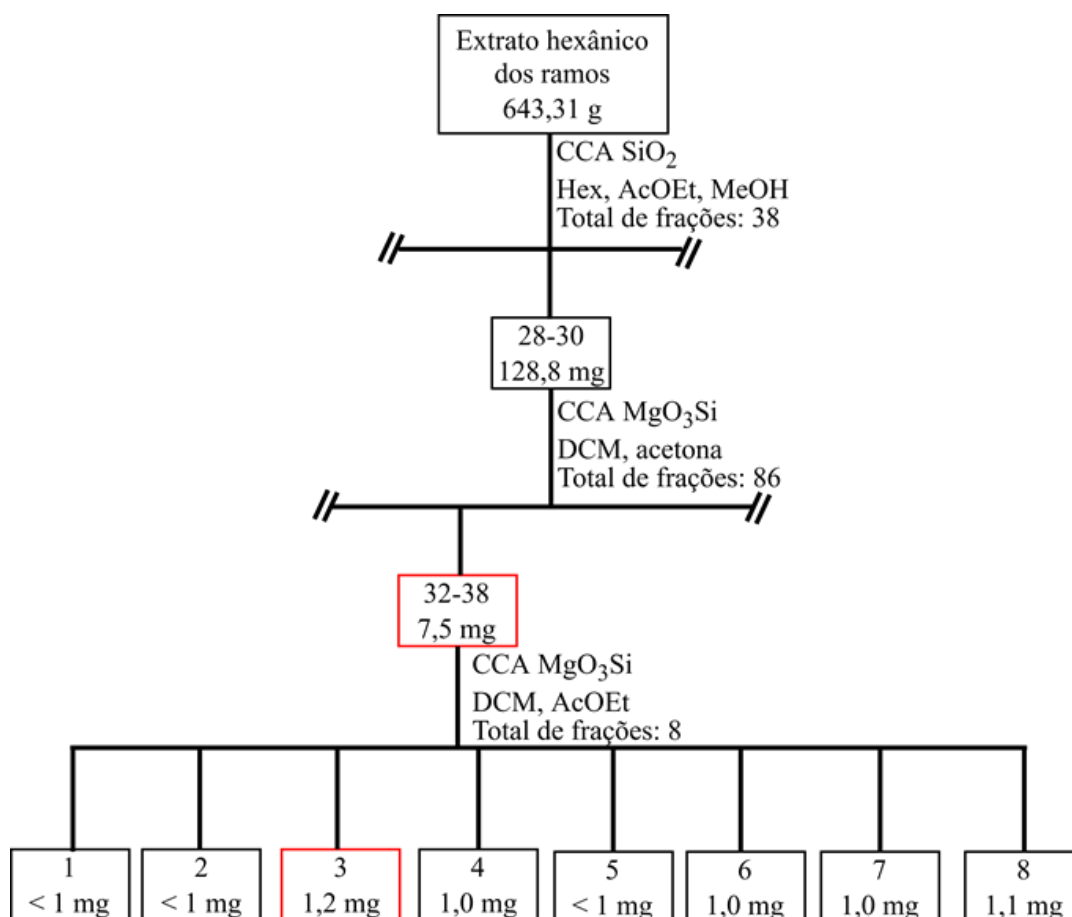 Extrato hexânico
dos ramos
643,31 g
CCA SiO₂
Hex, AcOEt, MeOH
Total de frações: 38
28-30
128,8 mg
CCA MgO₃Si
DCM, acetona
Total de frações: 86
32-38
7,5 mg
CCA MgO₃Si
DCM, AcOEt
Total de frações: 8
1
< 1 mg
2
< 1 mg
3
1,2 mg
4
1,0 mg
5
< 1 mg
6
1,0 mg
7
1,0 mg
8
1,1 mg